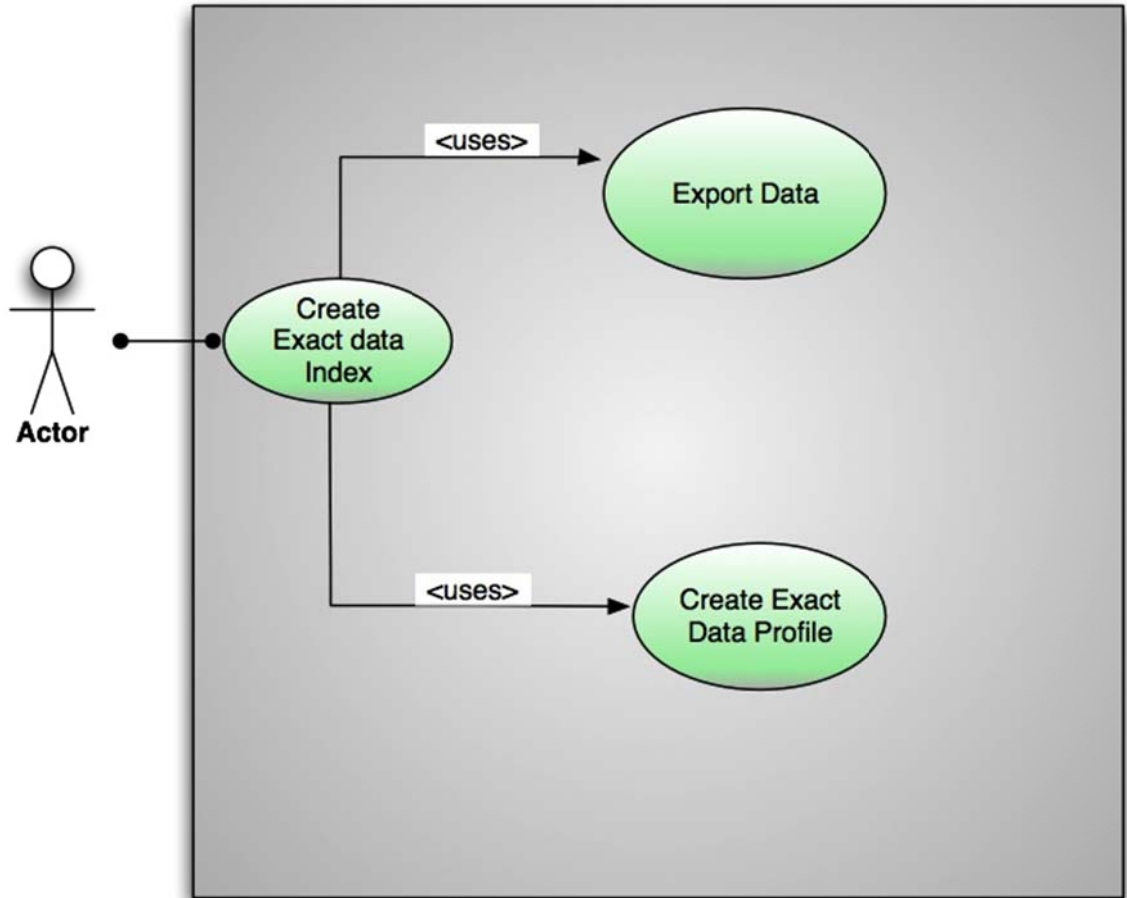 <uses>
Export Data
Create
Exact data
Index
Actor
<uses>
Create Exact
Data Profile